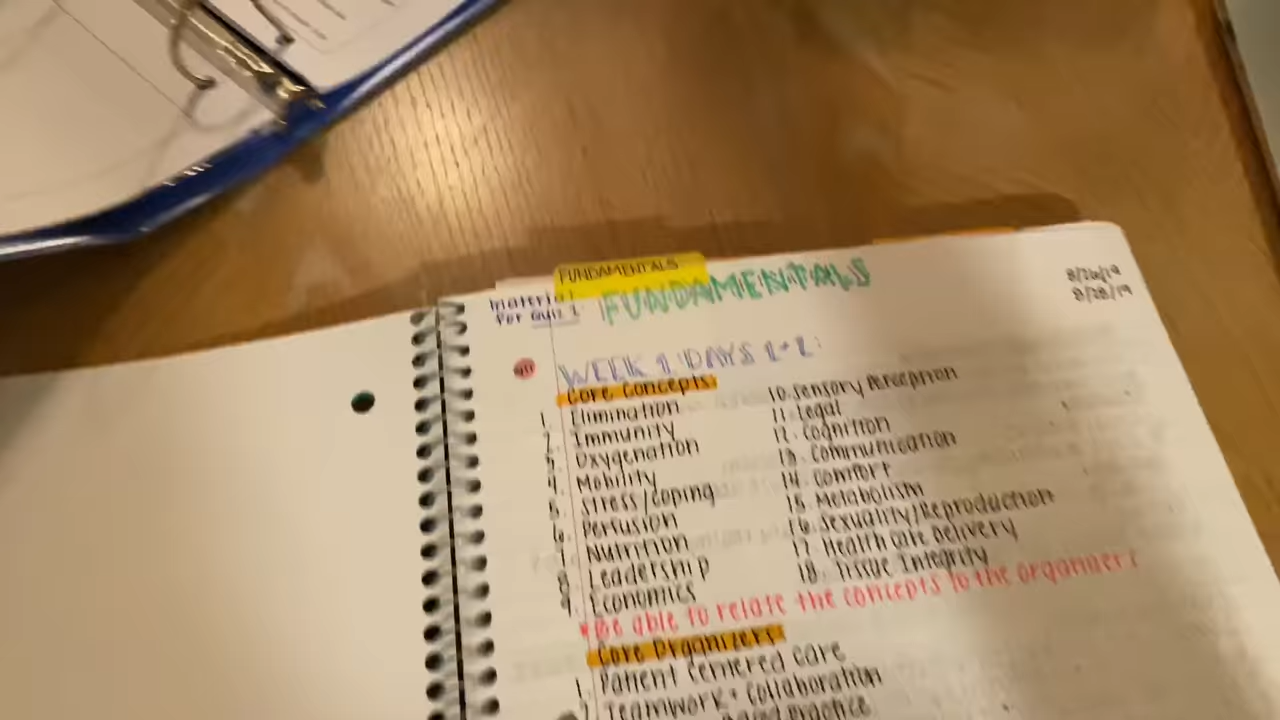 FUNDAMENTALS
Material
For Quiz 1
FUNDAMENTALS
8/26/19
8/28/19
WEEK 1 DAYS 1+2:
Core Concepts
1. Elimination
2. Immunity
3. Oxygenation
4. Mobility
5. Stress/Coping
6. Perfusion
7. Nutrition
8. Leadership
9. Economics
10. Sensory Perception
11. Legal
12. Cognition
13. Communication
14. Comfort
15. Metabolism
16. Sexuality/Reproduction
17. Health Care Delivery
18. Tissue Integrity
*Be able to relate the concepts to the organizers
Core Organizers
1. Patient Centered Care
2. Teamwork + Collaboration
Practice